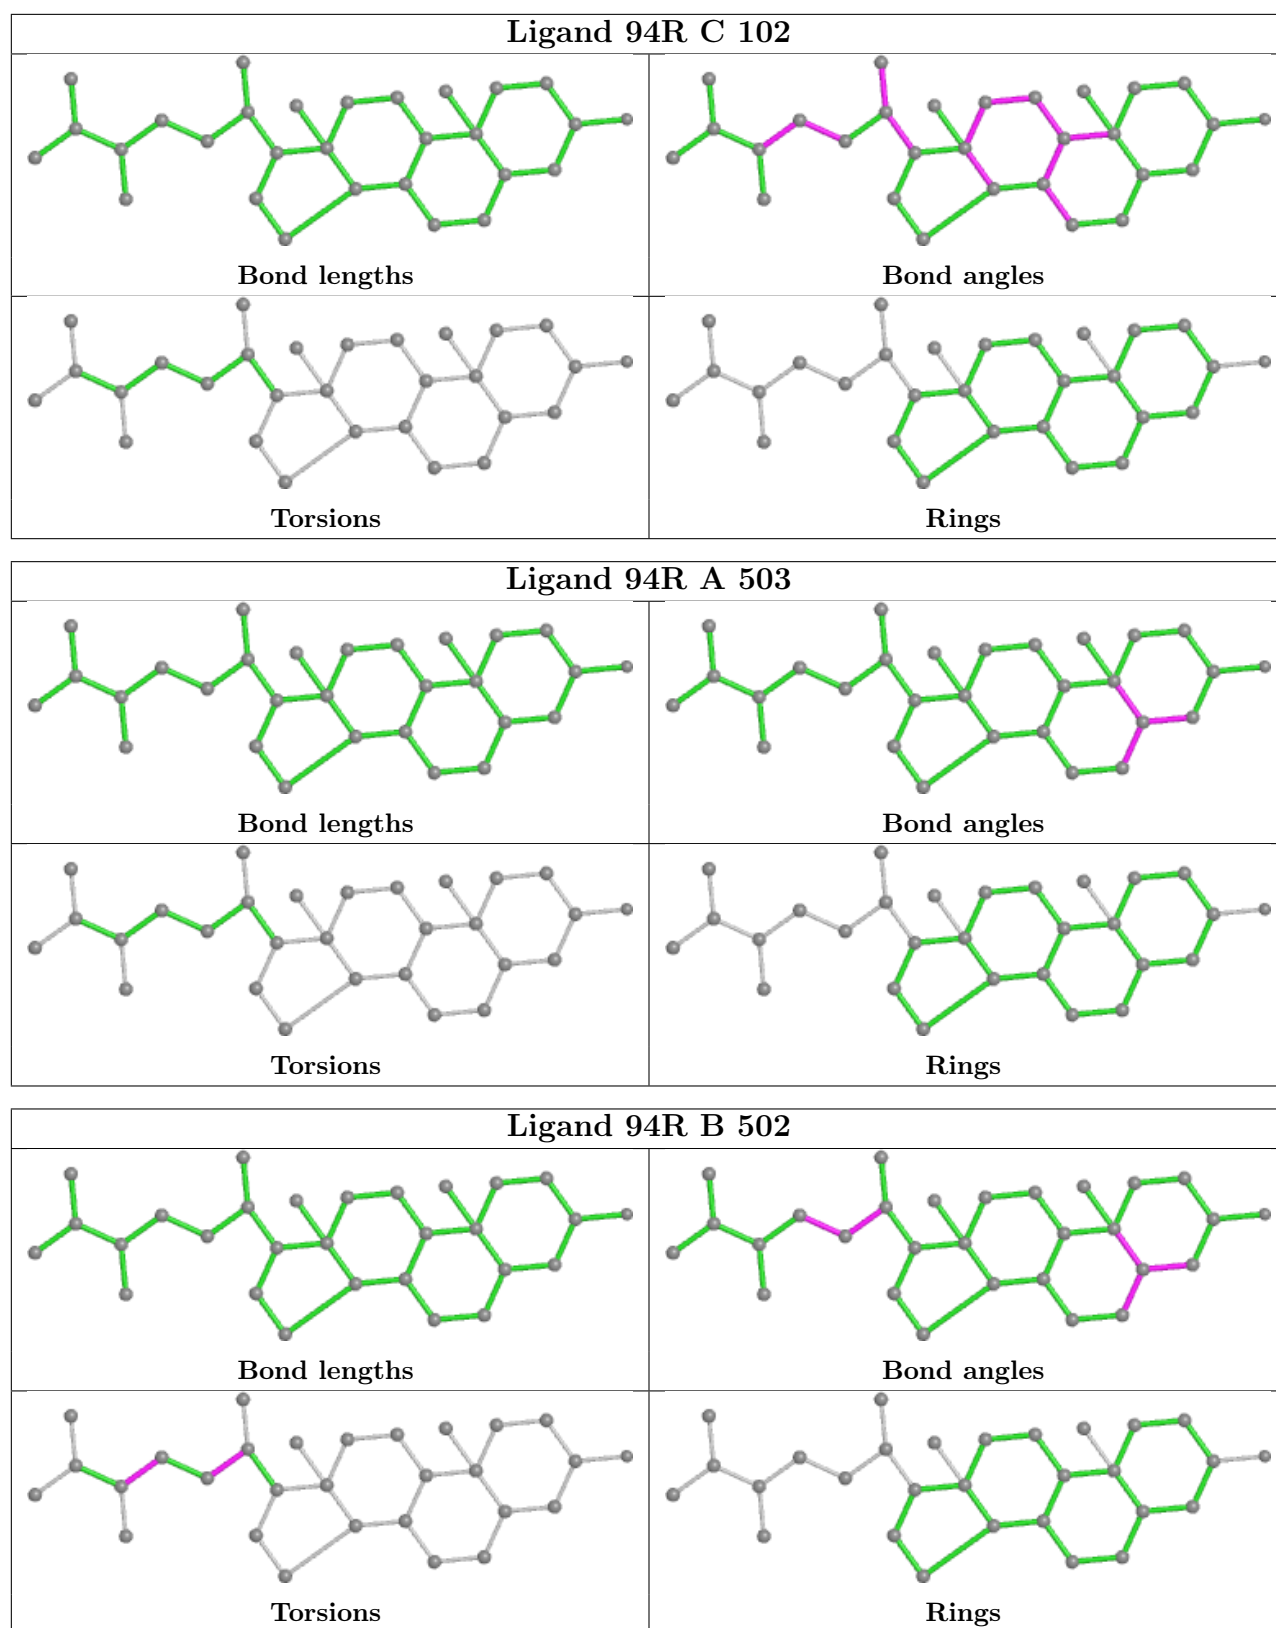 Ligand 94R C 102
Bond lengths
Bond angles
Torsions
Rings
Ligand 94R A 503
Bond lengths
Bond angles
Torsions
Rings
Ligand 94R B 502
Bond lengths
Bond angles
Torsions
Rings